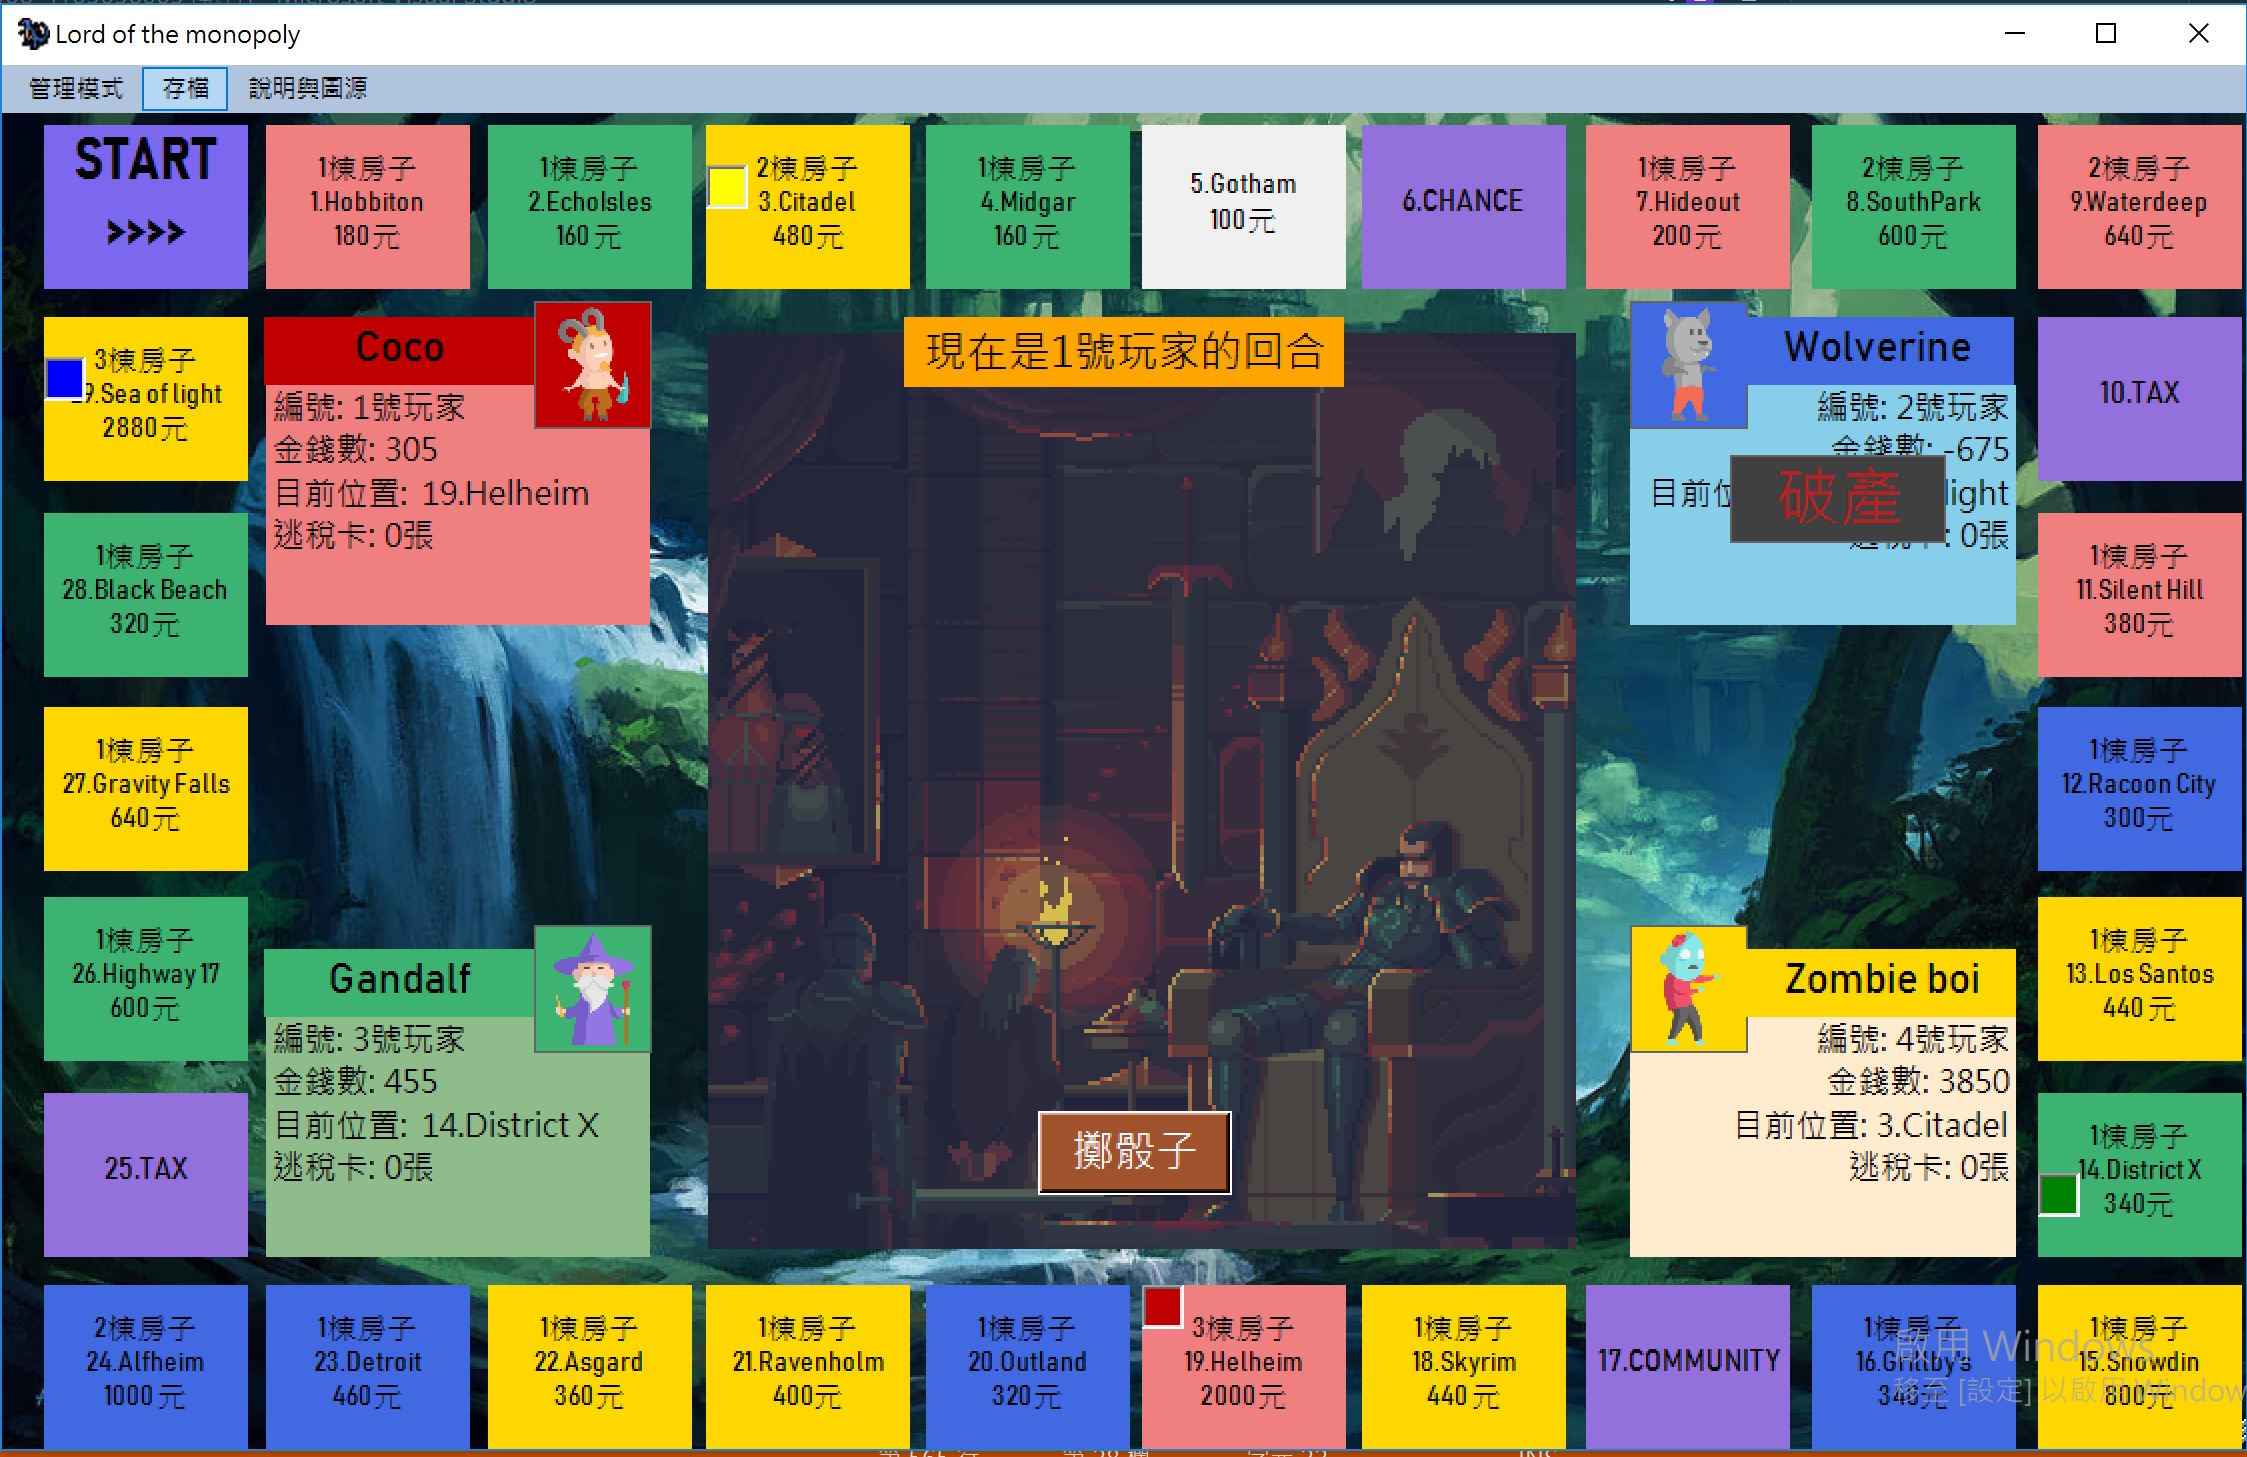 Lord of the monopoly
管理模式
存檔
說明與圖源
START
>>>>
1棟房子
1.Hobbiton
180元
1棟房子
2.EchoIsles
160元
2棟房子
3.Citadel
480元
1棟房子
4.Midgar
160元
5.Gotham
100元
6.CHANCE
1棟房子
7.Hideout
200元
2棟房子
8.SouthPark
600元
2棟房子
9.Waterdeep
640元
3棟房子
9.Sea of light
2880元
Coco
編號: 1號玩家
金錢數: 305
目前位置: 19.Helheim
逃稅卡: 0張
現在是1號玩家的回合
Wolverine
編號: 2號玩家
金錢數: -675
目前位 light
: 0張
破產
10.TAX
1棟房子
28.Black Beach
320元
1棟房子
11.Silent Hill
380元
1棟房子
27.Gravity Falls
640元
1棟房子
12.Racoon City
300元
1棟房子
26.Highway 17
600元
Gandalf
編號: 3號玩家
金錢數: 455
目前位置: 14.District X
逃稅卡: 0張
擲骰子
Zombie boi
編號: 4號玩家
金錢數: 3850
目前位置: 3.Citadel
逃稅卡: 0張
1棟房子
13.Los Santos
440元
25.TAX
1棟房子
14.District X
340元
2棟房子
24.Alfheim
1000元
1棟房子
23.Detroit
460元
1棟房子
22.Asgard
360元
1棟房子
21.Ravenholm
400元
1棟房子
20.Outland
320元
3棟房子
19.Helheim
2000元
1棟房子
18.Skyrim
440元
17.COMMUNITY
1棟房子
16.Grillby's
340元
1棟房子
15.Snowdin
800元
啟用 Windows
移至 [設定] 以啟用 Window